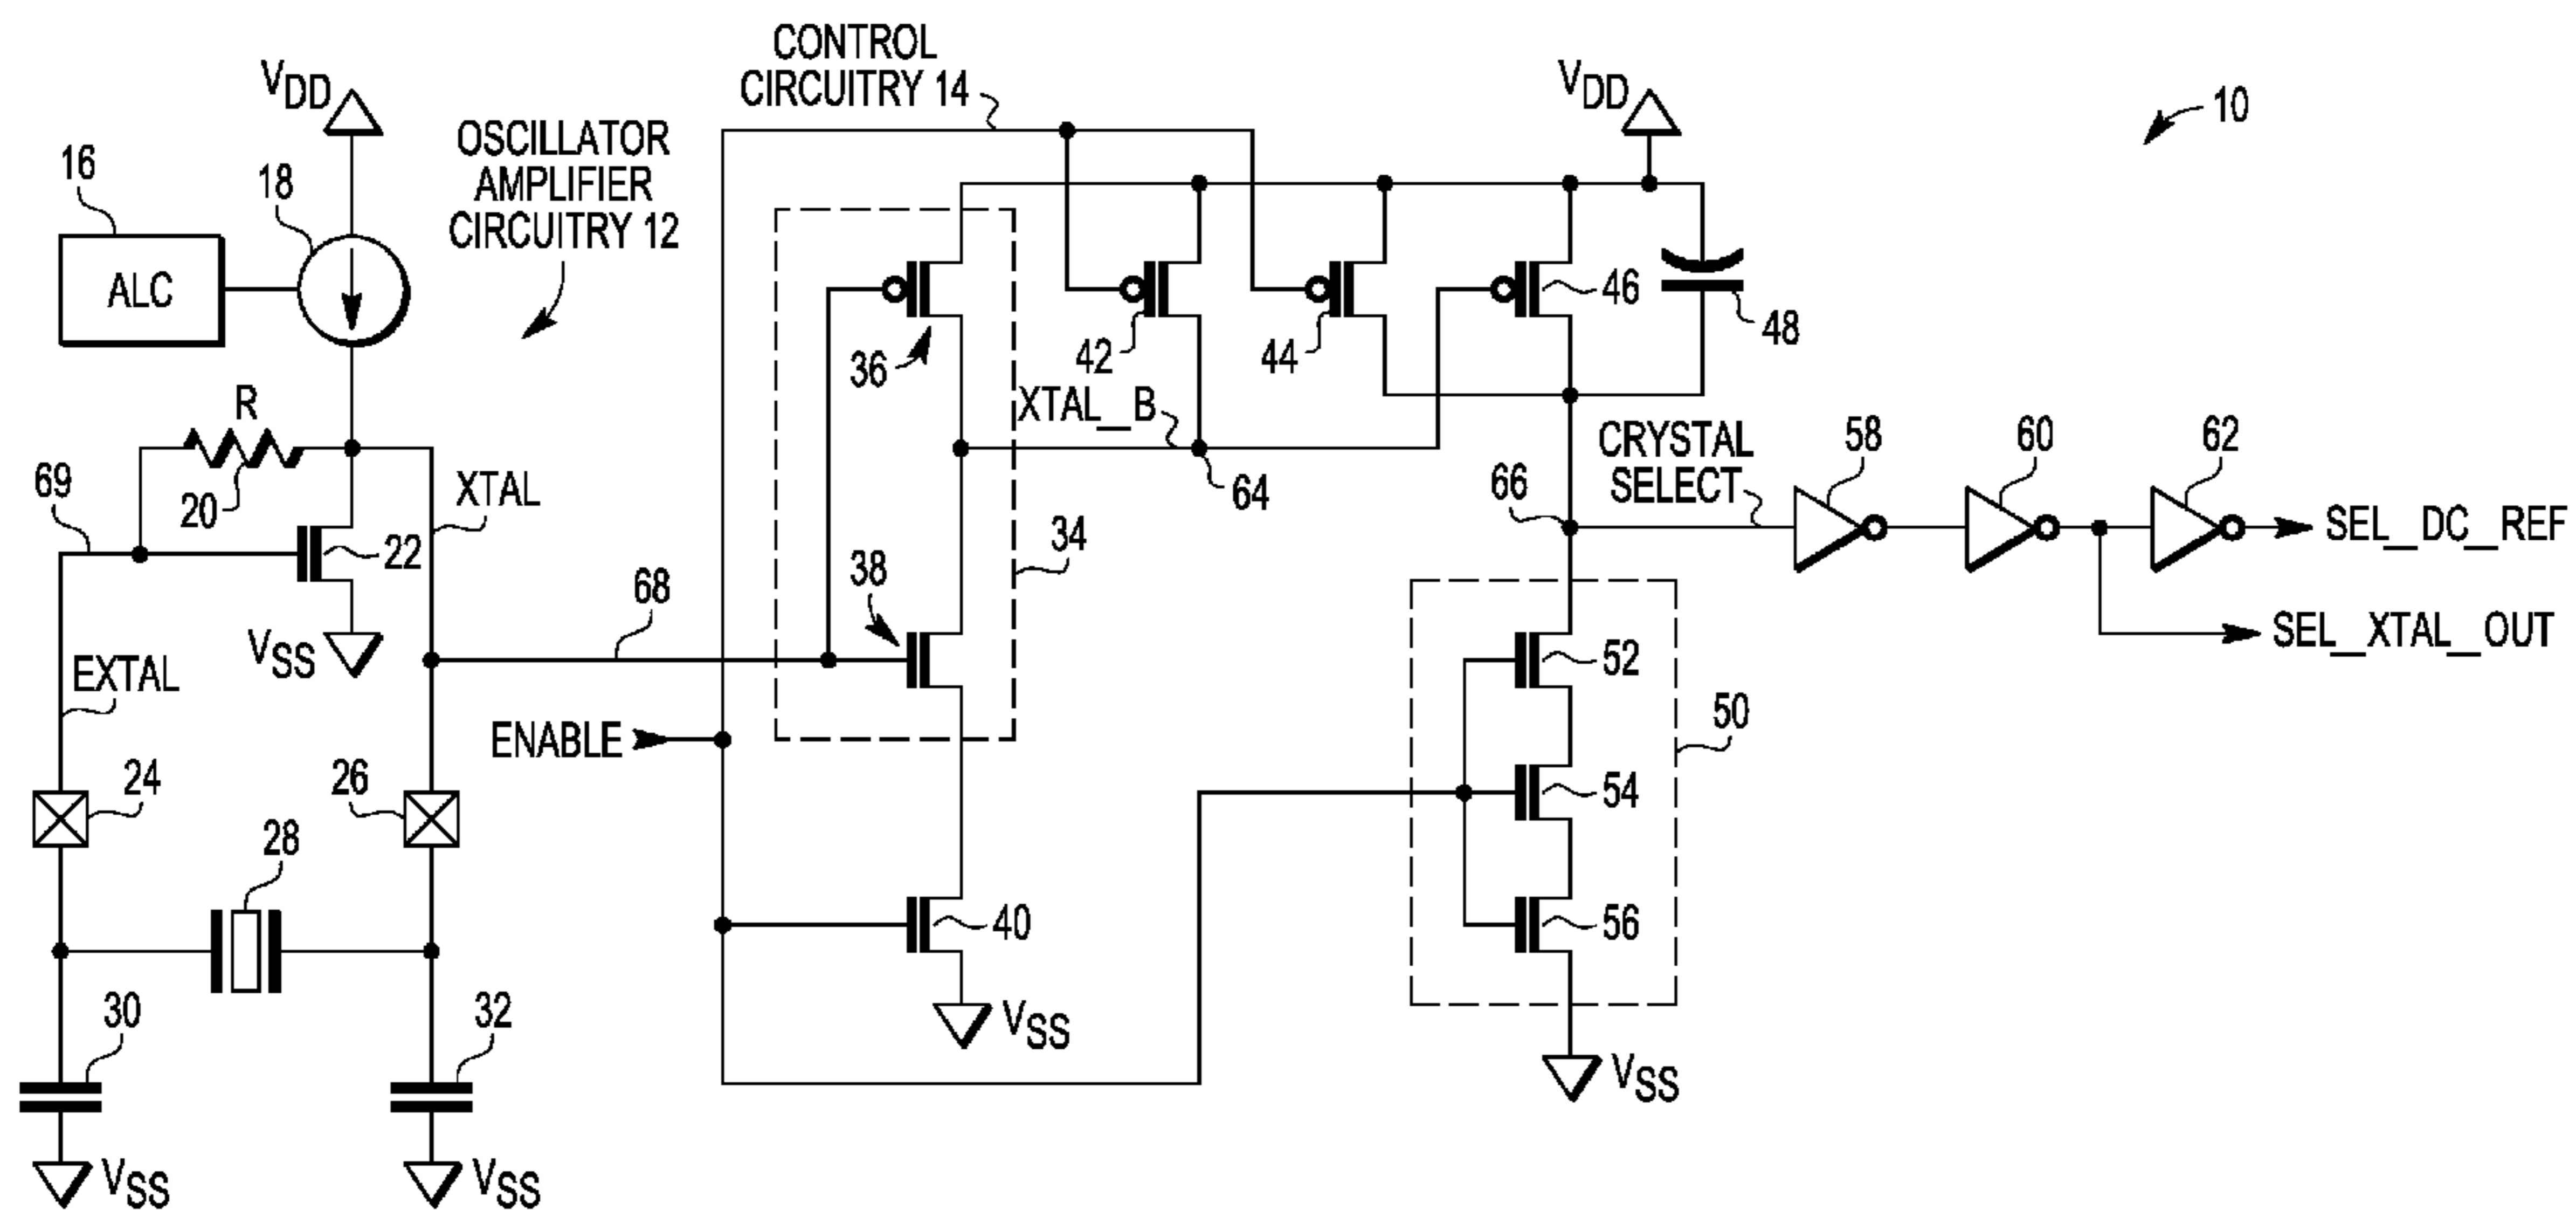 CONTROL
CIRCUITRY 14
VDD
VDD
10
OSCILLATOR
AMPLIFIER
CIRCUITRY 12
16
18
ALC
46
48
36
42
44
R
XTAL_B
CRYSTAL
SELECT
58
60
62
69
20
XTAL
64
66
SEL_DC_REF
22
34
38
68
VSS
SEL_XTAL_OUT
EXTAL
52
50
ENABLE
24
26
54
28
40
56
30
32
VSS
VSS
VSS
VSS